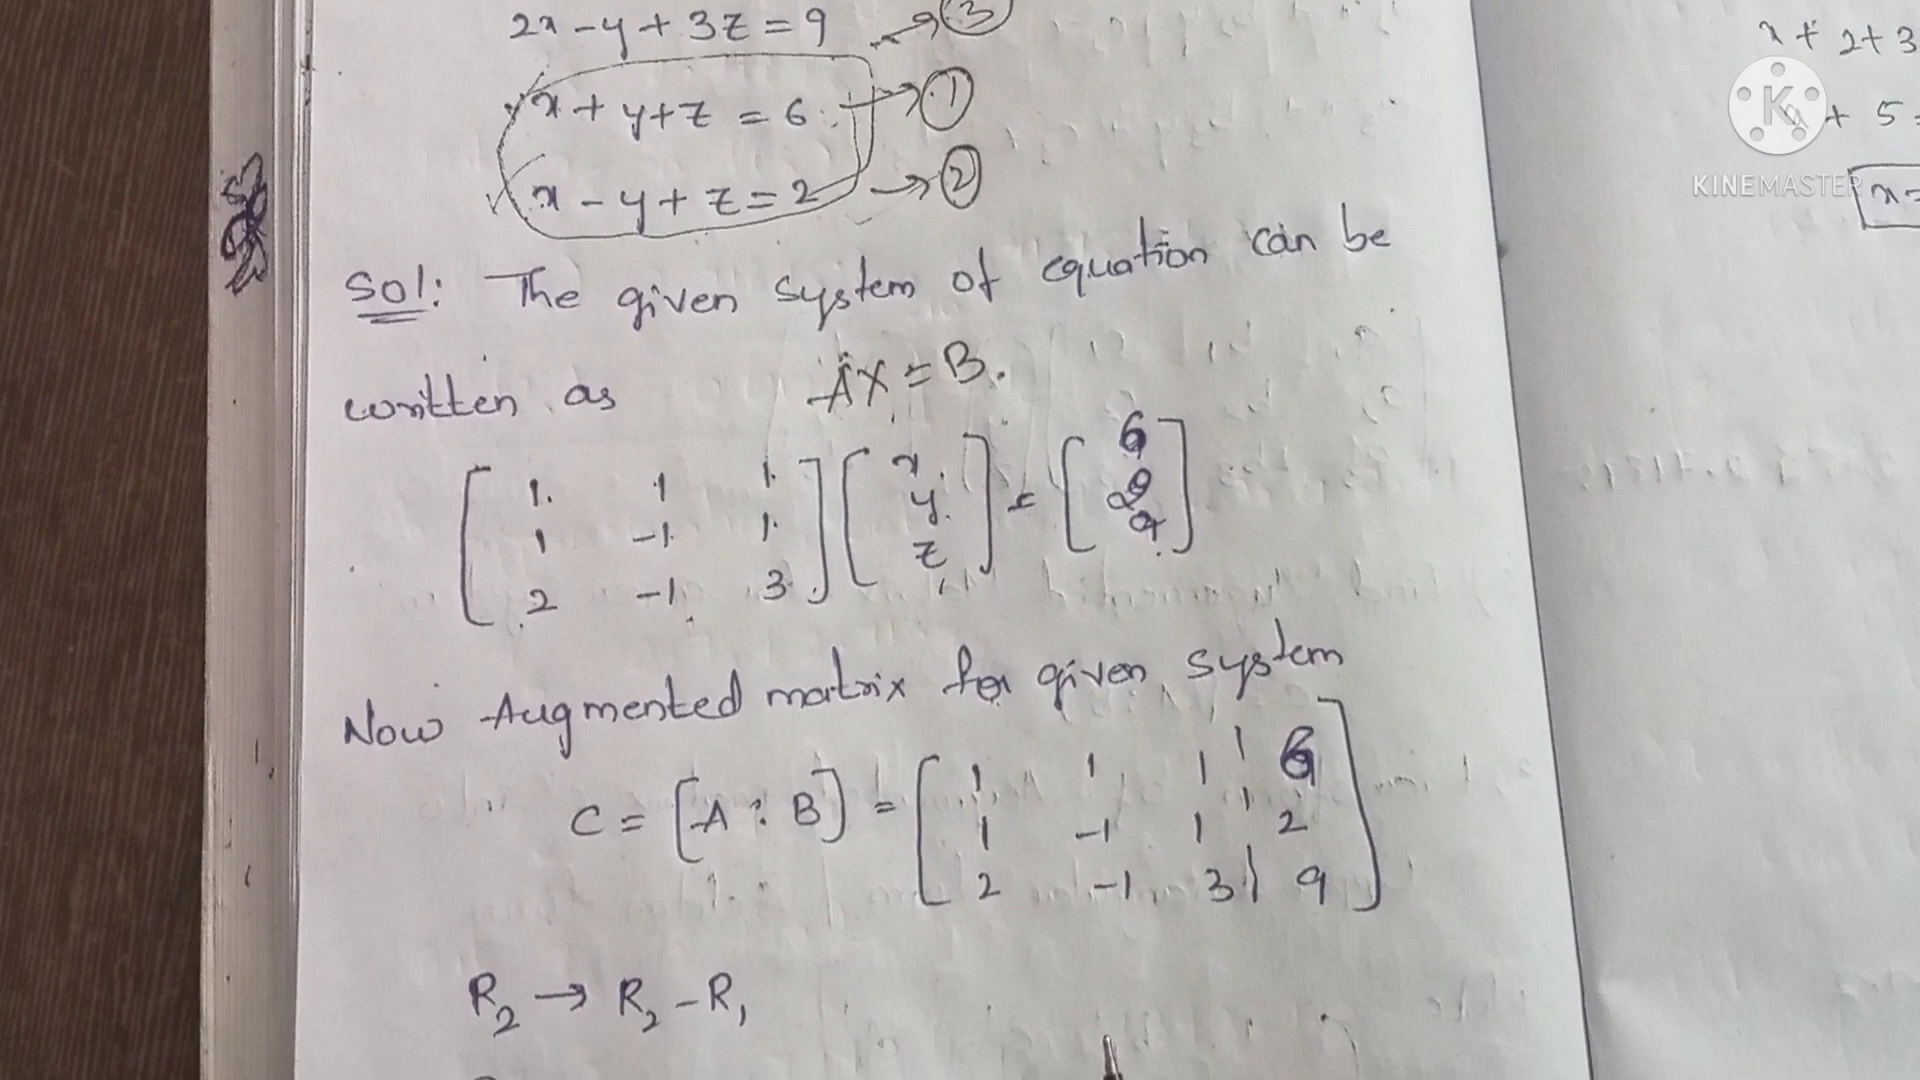 2x - y + 3z = 9 → ③
x + y + z = 6 → ①
x - y + z = 2 → ②
Sol: The given system of equation can be
written as AX = B.
[ 1 1 1 ] [ x ] = [ 6 ]
[ 1 -1 1 ] [ y ] [ 2 ]
[ 2 -1 3 ] [ z ] [ 9 ]
Now Augmented matrix for given system
C = [A : B] = [ 1 1 1 | 6 ]
[ 1 -1 1 | 2 ]
[ 2 -1 3 | 9 ]
R₂ → R₂ - R₁
x + 2 + 3
+ 5 =
x =
K
KINEMASTER